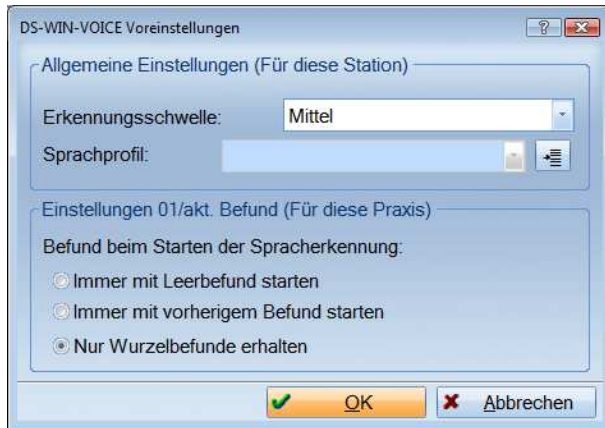 DS-WIN-VOICE Voreinstellungen
Allgemeine Einstellungen (Für diese Station)
Erkennungsschwelle: Mittel
Sprachprofil:
Einstellungen 01/akt. Befund (Für diese Praxis)
Befund beim Starten der Spracherkennung:
Immer mit Leerbefund starten
Immer mit vorherigem Befund starten
Nur Wurzelbefunde erhalten
OK Abbrechen